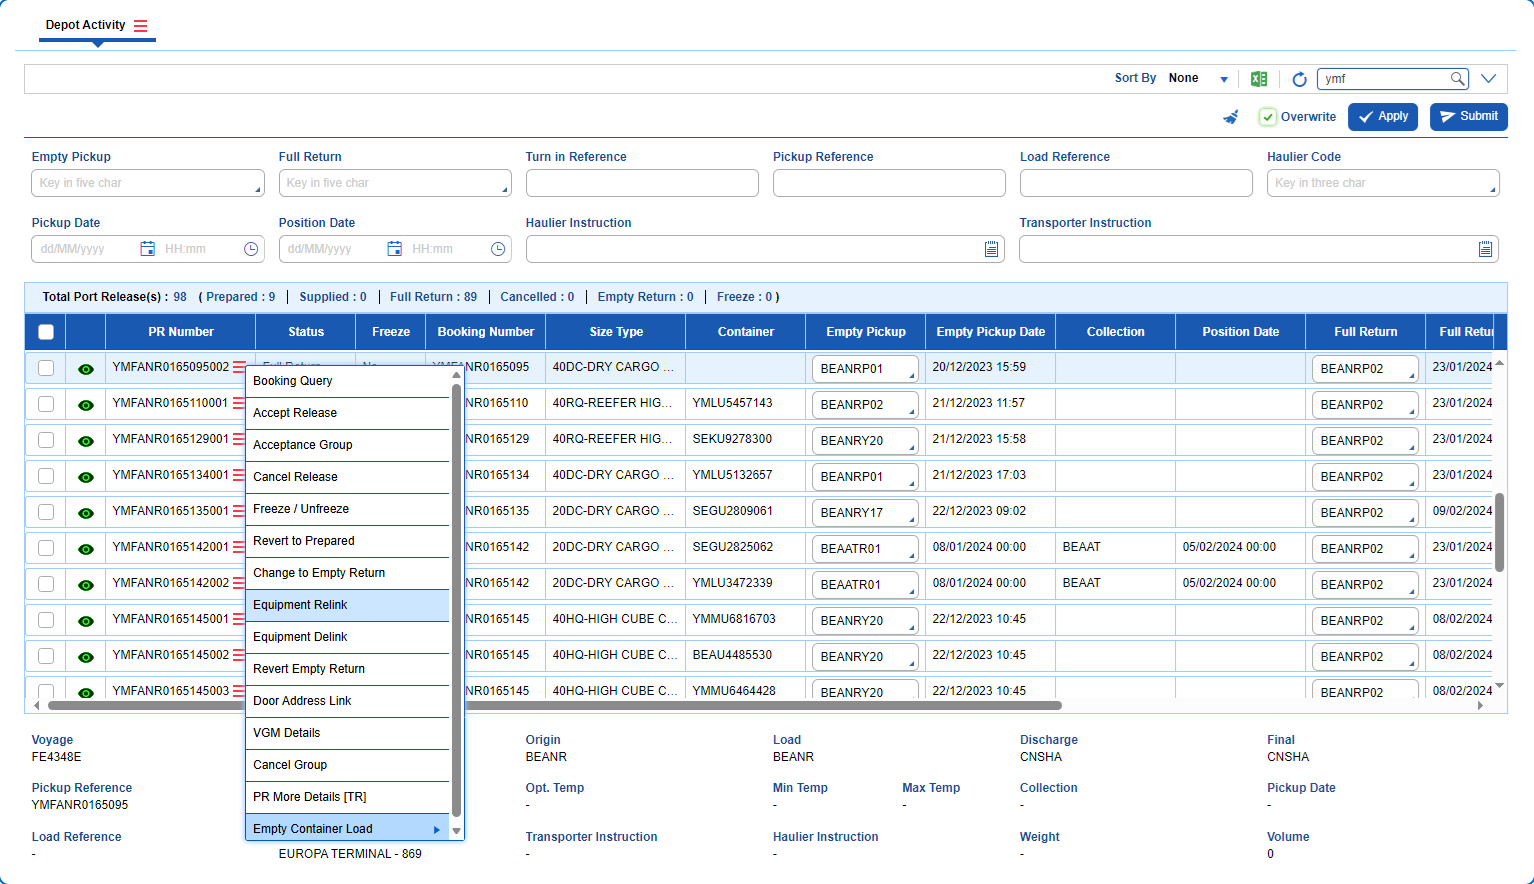 Depot Activity
Sort By None ymf
Overwrite Apply Submit
Empty Pickup Full Return Turn in Reference Pickup Reference Load Reference Haulier Code
Key in five char Key in five char Key in three char
Pickup Date Position Date Haulier Instruction Transporter Instruction
dd/MM/yyyy HH:mm dd/MM/yyyy HH:mm
Total Port Release(s) : 98 ( Prepared : 9 | Supplied : 0 | Full Return : 89 | Cancelled : 0 | Empty Return : 0 | Freeze : 0 )
PR Number Status Freeze Booking Number Size Type Container Empty Pickup Empty Pickup Date Collection Position Date Full Return Full Retur
YMFANR0165095002 Full Return No YMFANR0165095 40DC-DRY CARGO ... BEANRP01 20/12/2023 15:59 BEANRP02 23/01/2024
YMFANR0165110001 NR0165110 40RQ-REEFER HIG... YMLU5457143 BEANRP02 21/12/2023 11:57 BEANRP02 23/01/2024
YMFANR0165129001 NR0165129 40RQ-REEFER HIG... SEKU9278300 BEANRY20 21/12/2023 15:58 BEANRP02 23/01/2024
YMFANR0165134001 NR0165134 40DC-DRY CARGO ... YMLU5132657 BEANRP01 21/12/2023 17:03 BEANRP02 23/01/2024
YMFANR0165135001 NR0165135 20DC-DRY CARGO ... SEGU2809061 BEANRY17 22/12/2023 09:02 BEANRP02 09/02/2024
YMFANR0165142001 NR0165142 20DC-DRY CARGO ... SEGU2825062 BEAATR01 08/01/2024 00:00 BEAAT 05/02/2024 00:00 BEANRP02 23/01/2024
YMFANR0165142002 NR0165142 20DC-DRY CARGO ... YMLU3472339 BEAATR01 08/01/2024 00:00 BEAAT 05/02/2024 00:00 BEANRP02 23/01/2024
YMFANR0165145001 NR0165145 40HQ-HIGH CUBE C... YMMU6816703 BEANRY20 22/12/2023 10:45 BEANRP02 08/02/2024
YMFANR0165145002 NR0165145 40HQ-HIGH CUBE C... BEAU4485530 BEANRY20 22/12/2023 10:45 BEANRP02 08/02/2024
YMFANR0165145003 NR0165145 40HQ-HIGH CUBE C... YMMU6464428 BEANRY20 22/12/2023 10:45 BEANRP02 08/02/2024
Booking Query
Accept Release
Acceptance Group
Cancel Release
Freeze / Unfreeze
Revert to Prepared
Change to Empty Return
Equipment Relink
Equipment Delink
Revert Empty Return
Door Address Link
VGM Details
Cancel Group
PR More Details [TR]
Empty Container Load
Voyage Origin Load Discharge Final
FE4348E BEANR BEANR CNSHA CNSHA
Pickup Reference Opt. Temp Min Temp Max Temp Collection Pickup Date
YMFANR0165095 - - - - -
Load Reference Transporter Instruction Haulier Instruction Weight Volume
- EUROPA TERMINAL - 869 - - - 0